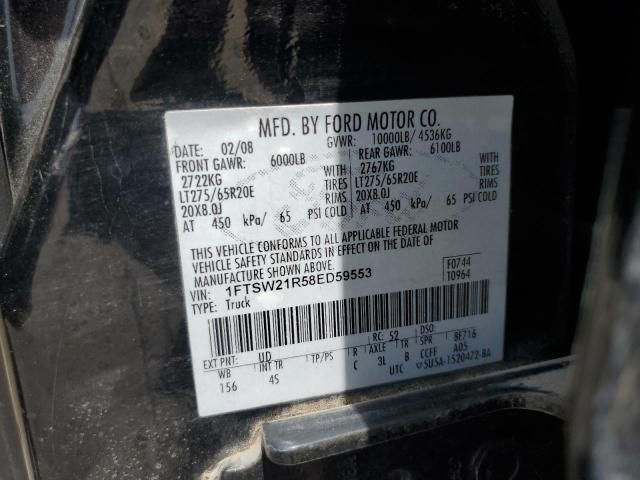 MFD. BY FORD MOTOR CO.
DATE: 02/08 GVWR: 10000LB/ 4536KG
FRONT GAWR: 6000LB REAR GAWR: 6100LB
2722KG WITH 2767KG WITH
LT275/65R20E TIRES LT275/65R20E TIRES
20X8.0J RIMS 20X8.0J RIMS
AT 450 kPa/ 65 PSI COLD AT 450 kPa/ 65 PSI COLD
THIS VEHICLE CONFORMS TO ALL APPLICABLE FEDERAL MOTOR
VEHICLE SAFETY STANDARDS IN EFFECT ON THE DATE OF
MANUFACTURE SHOWN ABOVE.
VIN: 1FTSW21R58ED59553 F0744
TYPE: Truck T0964
EXT PNT: UD RC: 52 DSO:
WB INT TR TP/PS R AXLE TR SPR 8F716
156 4S C 3L B CCFF A05
UTC 5U5A-1520472-BA